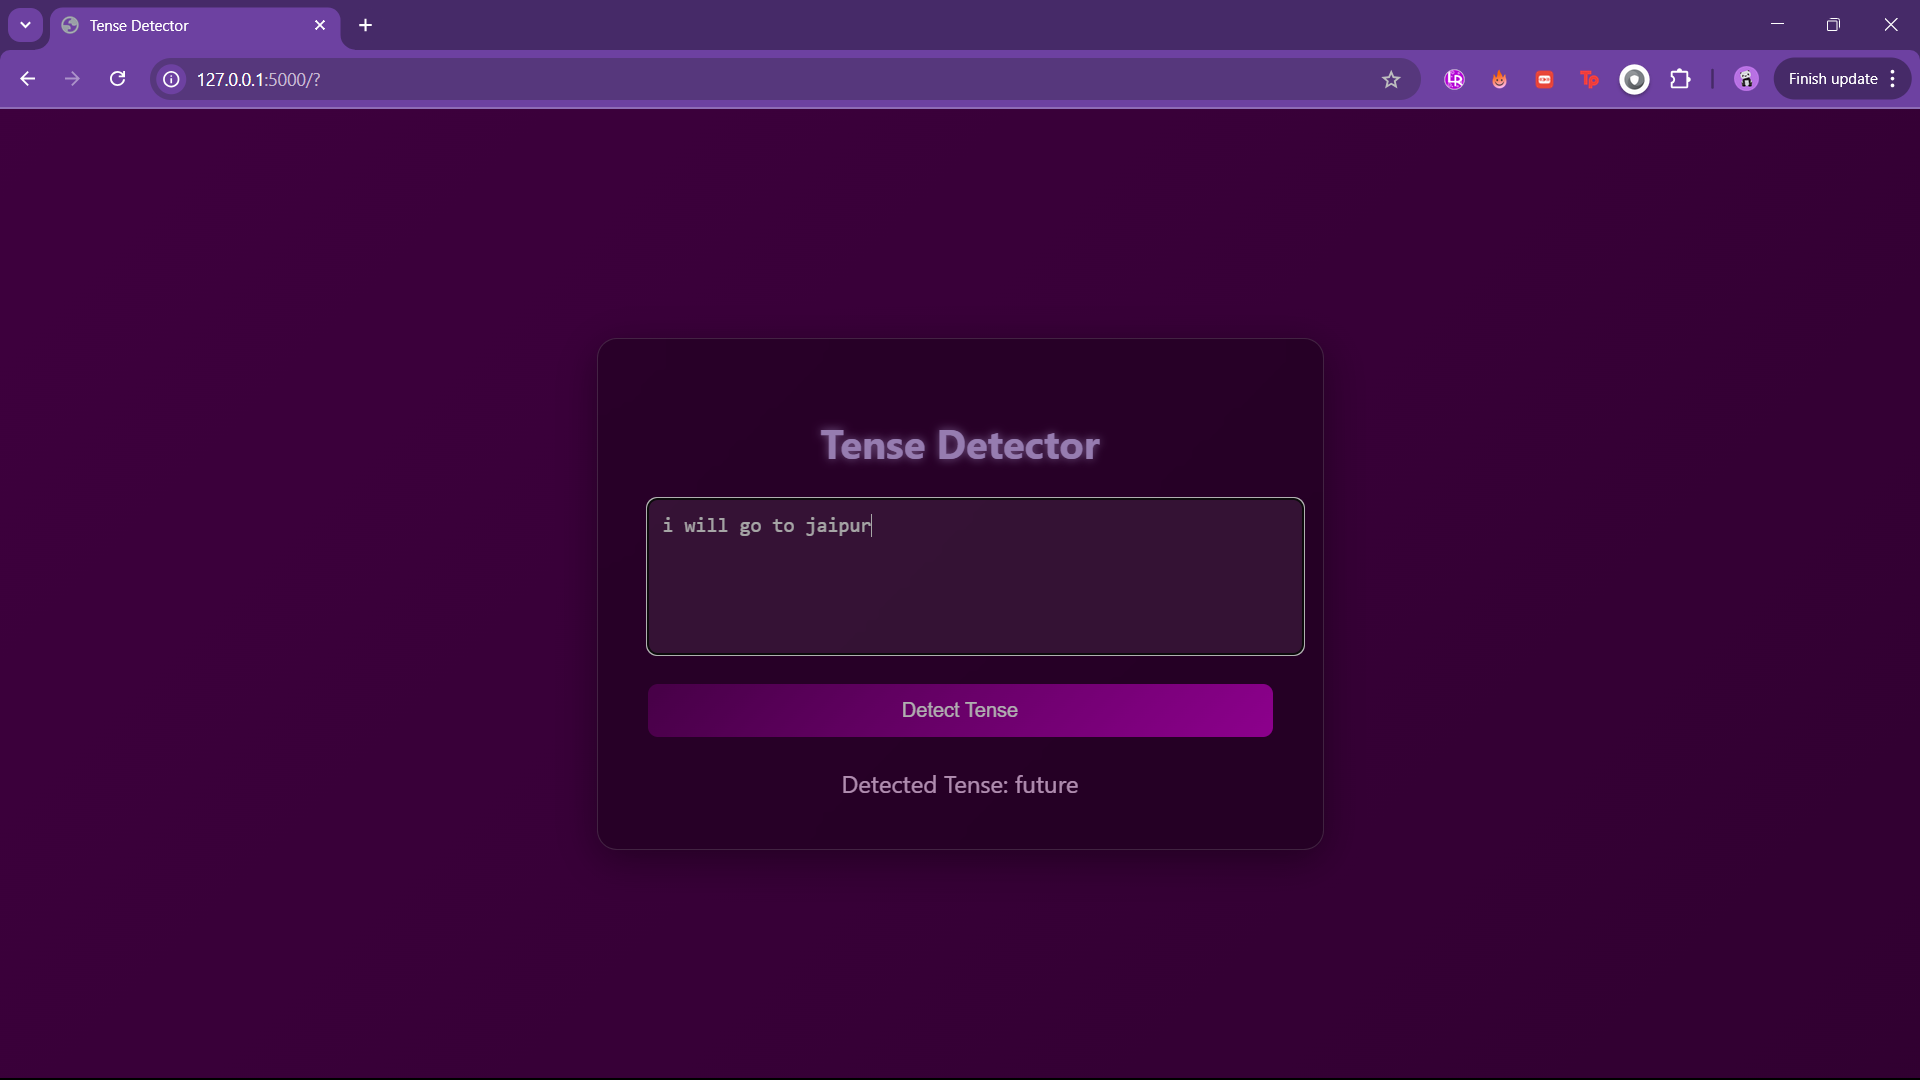 Tense Detector
127.0.0.1:5000/?
Finish update
Tense Detector
i will go to jaipur
Detect Tense
Detected Tense: future